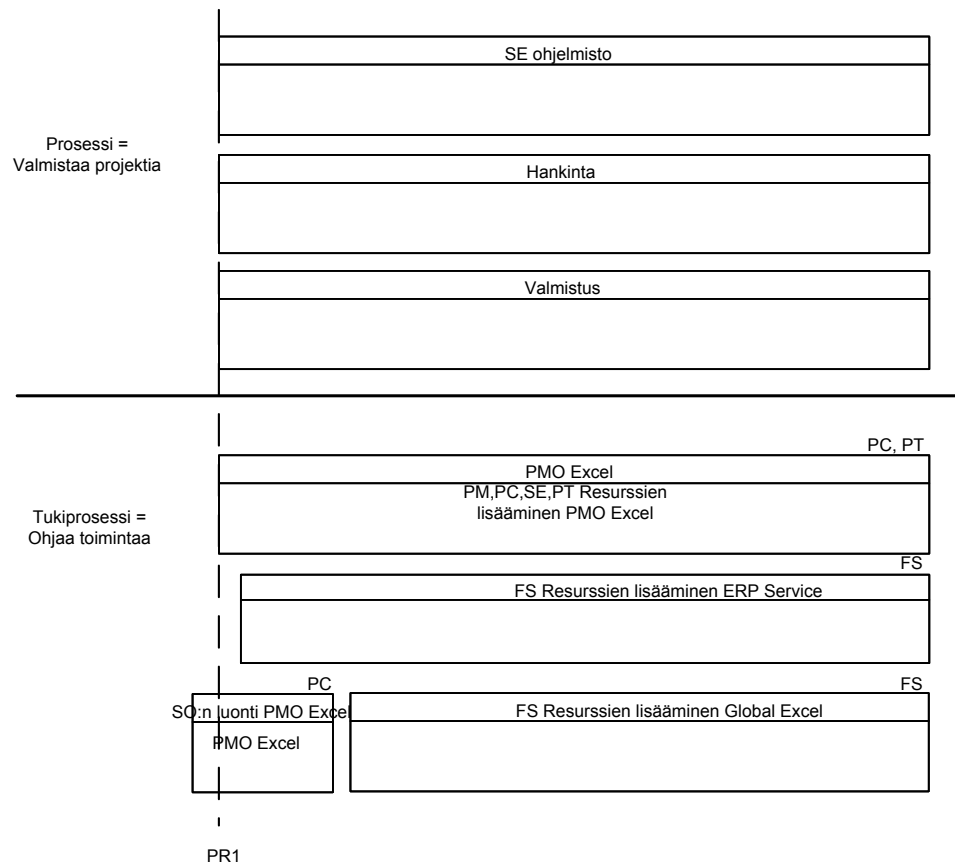 SE ohjelmisto
Prosessi =
Valmistaa projektia
Hankinta
Valmistus
PC, PT
PMO Excel
PM,PC,SE,PT Resurssien
lisääminen PMO Excel
Tukiprosessi =
Ohjaa toimintaa
FS
FS Resurssien lisääminen ERP Service
PC
FS
SO:n luonti PMO Excel
FS Resurssien lisääminen Global Excel
PMO Excel
PR1